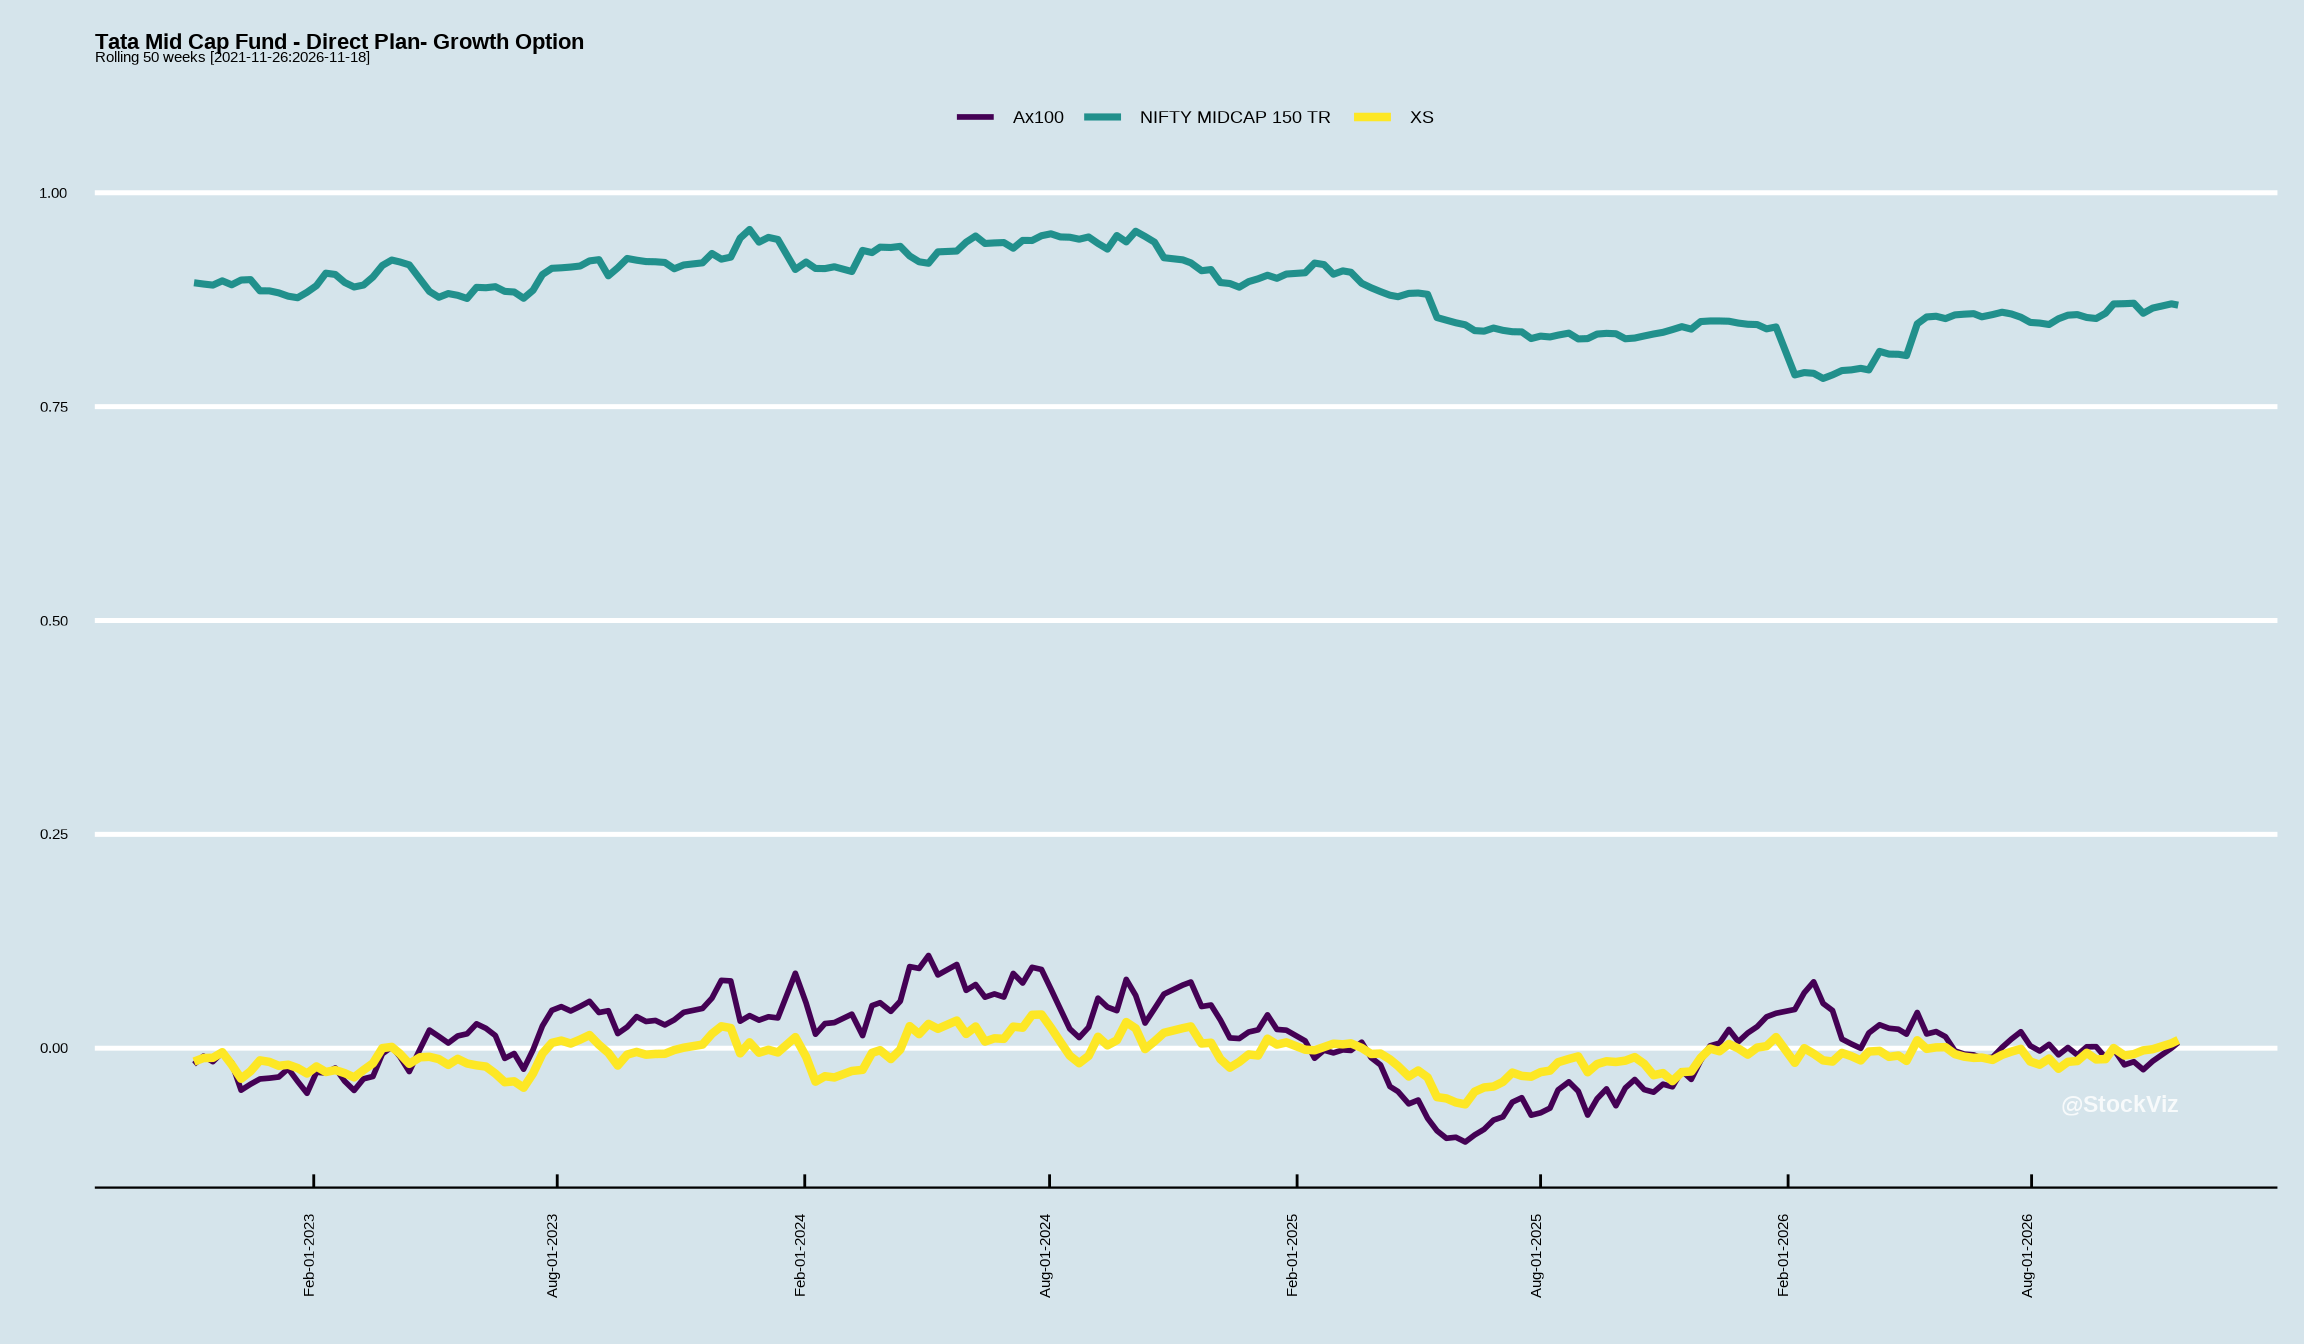 Tata Mid Cap Fund - Direct Plan- Growth Option
Rolling 50 weeks [2021-11-26:2026-11-18]
Ax100 NIFTY MIDCAP 150 TR XS
1.00
0.75
0.50
0.25
0.00
@StockViz
Feb-01-2023
Aug-01-2023
Feb-01-2024
Aug-01-2024
Feb-01-2025
Aug-01-2025
Feb-01-2026
Aug-01-2026